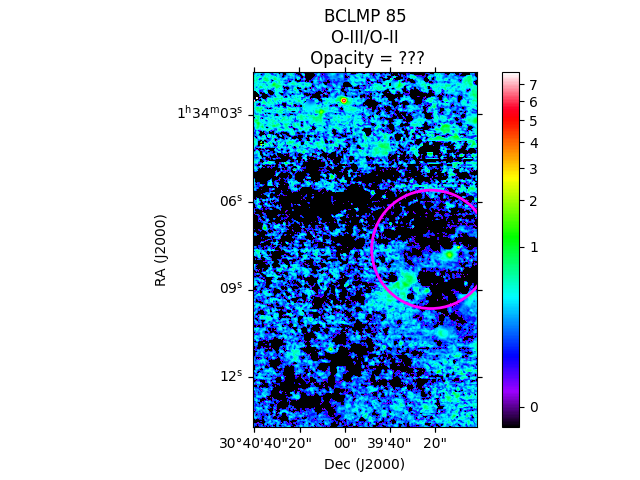 BCLMP 85
O-III/O-II
Opacity = ???
1ʰ34ᵐ03ˢ
06ˢ
09ˢ
12ˢ
RA (J2000)
30°40'40"20" 00" 39'40" 20"
Dec (J2000)
7
6
5
4
3
2
1
0